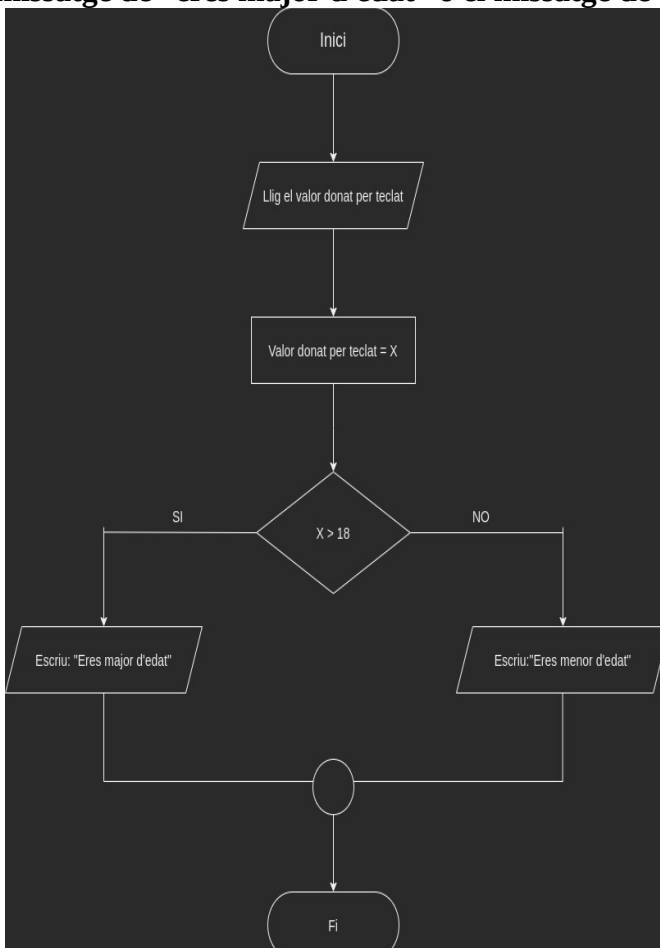 missatge de "eres major d'edat" o el missatge de
Inici
Llig el valor donat per teclat
Valor donat per teclat = X
X > 18
SI
NO
Escriu: "Eres major d'edat"
Escriu:"Eres menor d'edat"
Fi